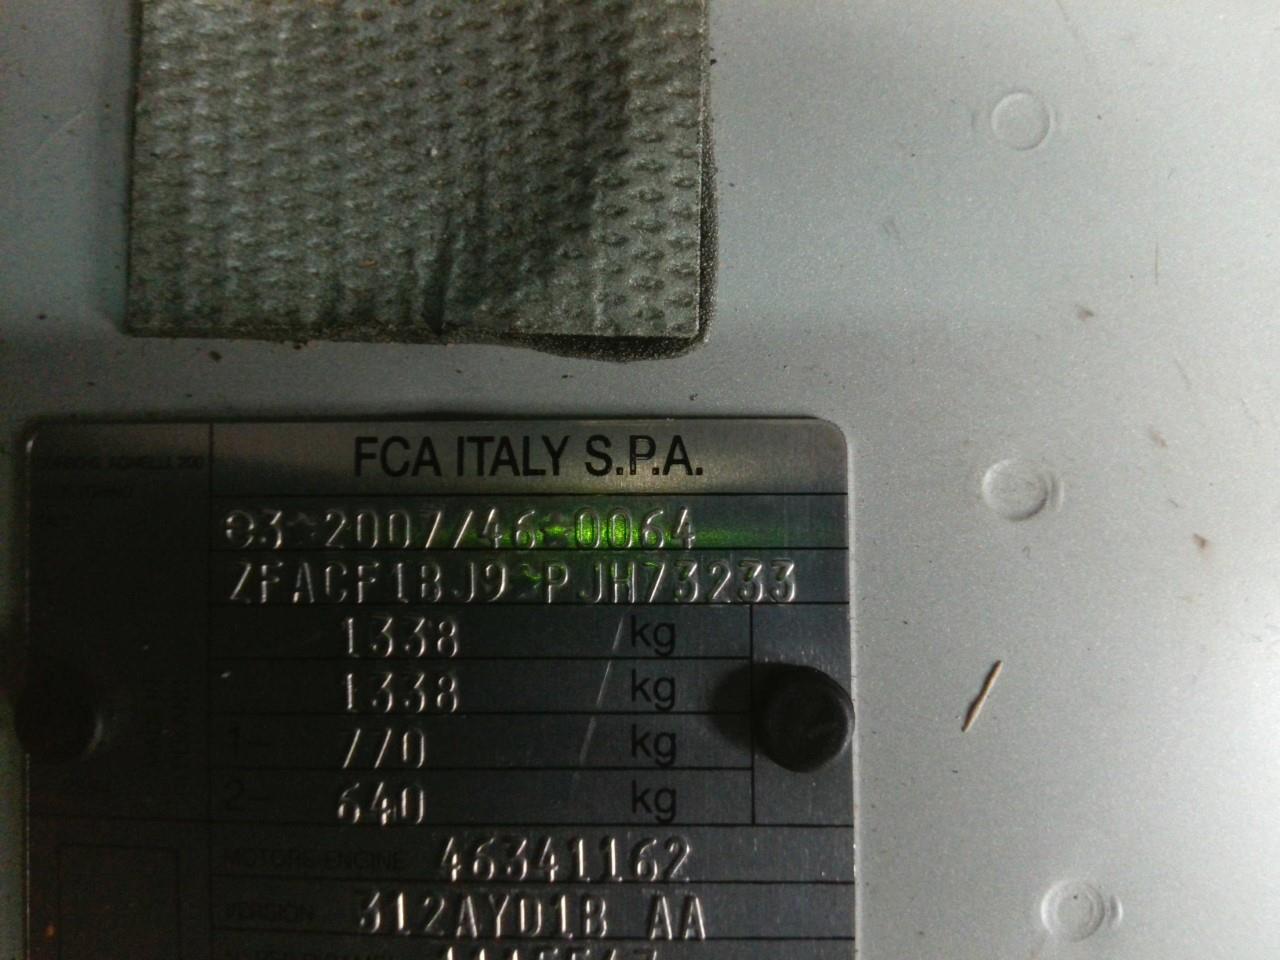 FCA ITALY S.P.A.
e3*2007/46*0064
ZFACF1BJ9*PJH73233
1338 kg
1338 kg
1- 770 kg
2- 640 kg
MOTORE-ENGINE 46341162
VERSION 312AYD1B AA